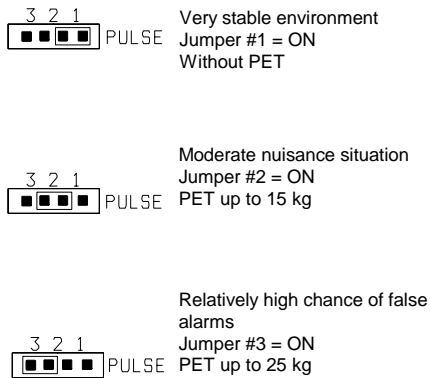 3 2 1
PULSE
Very stable environment
Jumper #1 = ON
Without PET
3 2 1
PULSE
Moderate nuisance situation
Jumper #2 = ON
PET up to 15 kg
3 2 1
PULSE
Relatively high chance of false
alarms
Jumper #3 = ON
PET up to 25 kg